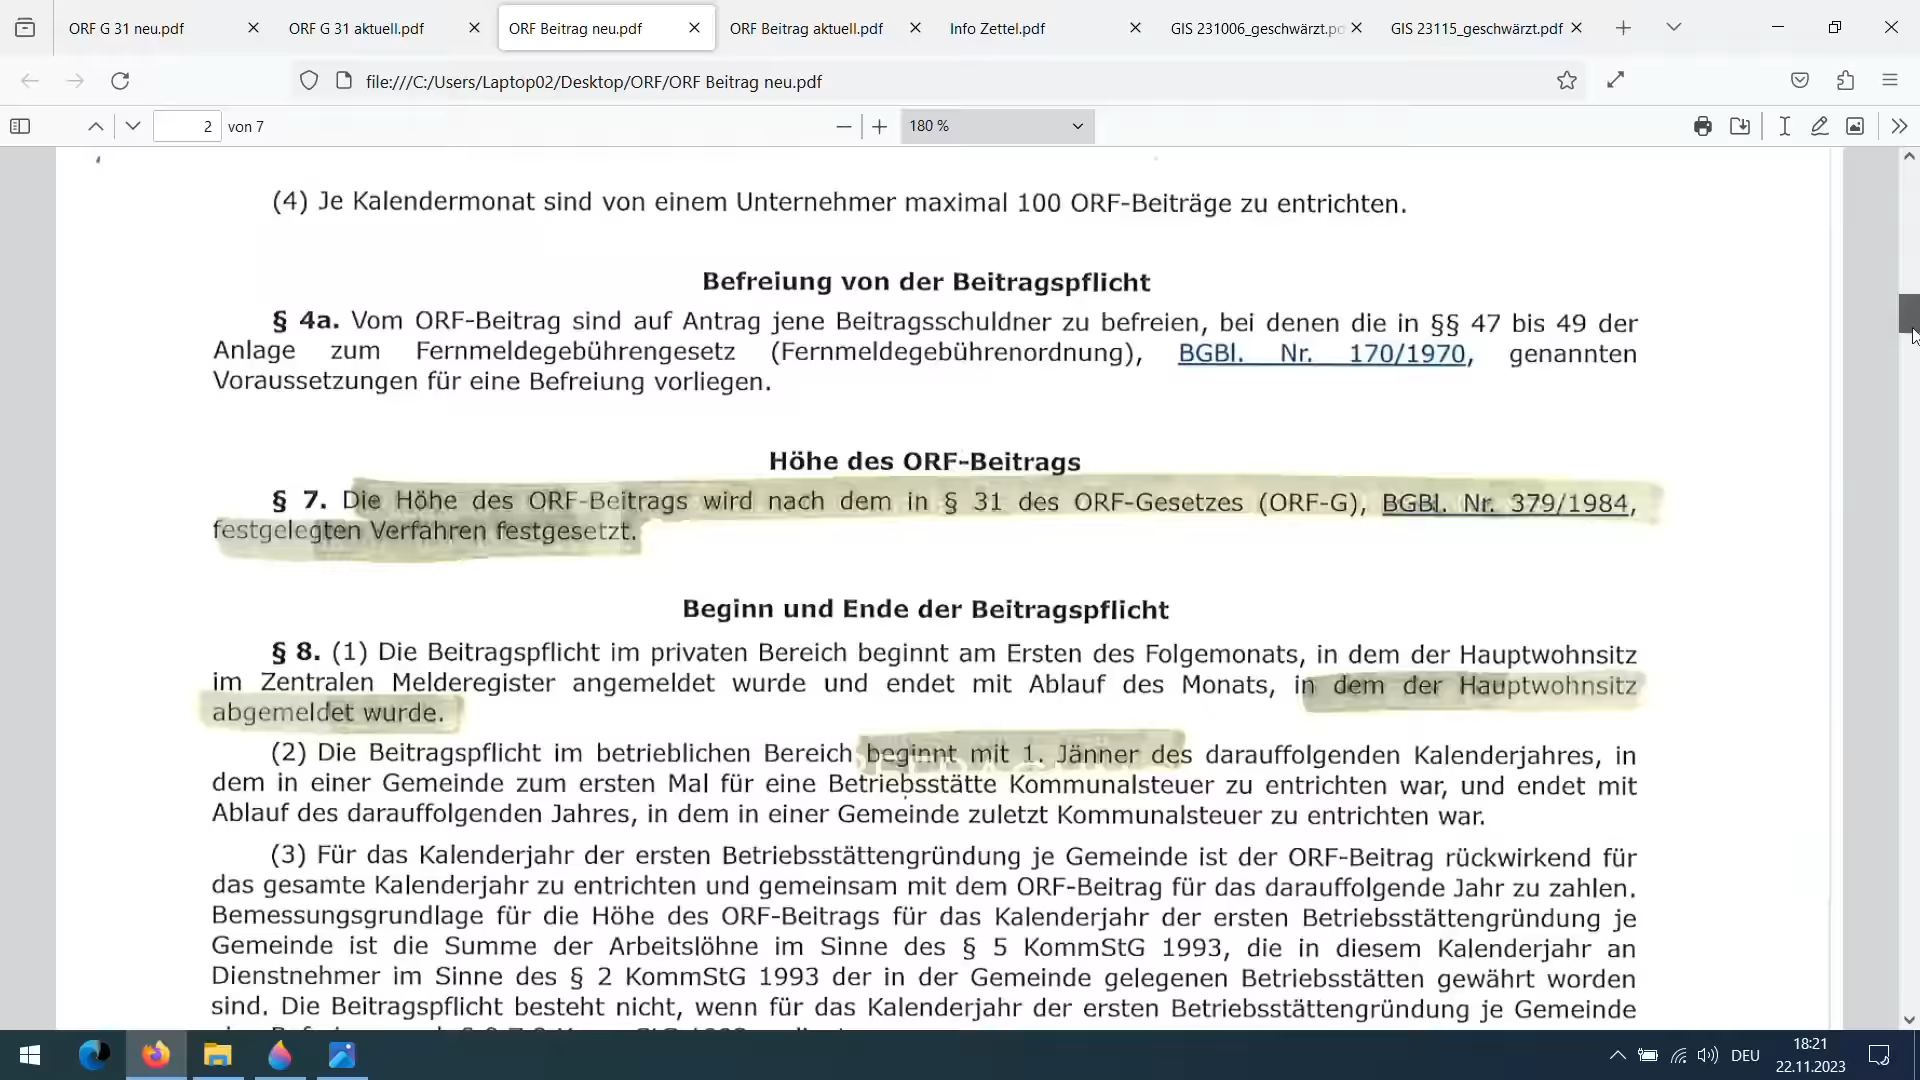 ORF G 31 neu.pdf
ORF G 31 aktuell.pdf
ORF Beitrag neu.pdf
ORF Beitrag aktuell.pdf
Info Zettel.pdf
GIS 231006_geschwärzt.pd
GIS 23115_geschwärzt.pdf
file:///C:/Users/Laptop02/Desktop/ORF/ORF Beitrag neu.pdf
2 von 7
180 %
(4) Je Kalendermonat sind von einem Unternehmer maximal 100 ORF-Beiträge zu entrichten.
Befreiung von der Beitragspflicht
§ 4a. Vom ORF-Beitrag sind auf Antrag jene Beitragsschuldner zu befreien, bei denen die in §§ 47 bis 49 der
Anlage zum Fernmeldegebührengesetz (Fernmeldegebührenordnung), BGBl. Nr. 170/1970, genannten
Voraussetzungen für eine Befreiung vorliegen.
Höhe des ORF-Beitrags
§ 7. Die Höhe des ORF-Beitrags wird nach dem in § 31 des ORF-Gesetzes (ORF-G), BGBl. Nr. 379/1984,
festgelegten Verfahren festgesetzt.
Beginn und Ende der Beitragspflicht
§ 8. (1) Die Beitragspflicht im privaten Bereich beginnt am Ersten des Folgemonats, in dem der Hauptwohnsitz
im Zentralen Melderegister angemeldet wurde und endet mit Ablauf des Monats, in dem der Hauptwohnsitz
abgemeldet wurde.
(2) Die Beitragspflicht im betrieblichen Bereich beginnt mit 1. Jänner des darauffolgenden Kalenderjahres, in
dem in einer Gemeinde zum ersten Mal für eine Betriebsstätte Kommunalsteuer zu entrichten war, und endet mit
Ablauf des darauffolgenden Jahres, in dem in einer Gemeinde zuletzt Kommunalsteuer zu entrichten war.
(3) Für das Kalenderjahr der ersten Betriebsstättengründung je Gemeinde ist der ORF-Beitrag rückwirkend für
das gesamte Kalenderjahr zu entrichten und gemeinsam mit dem ORF-Beitrag für das darauffolgende Jahr zu zahlen.
Bemessungsgrundlage für die Höhe des ORF-Beitrags für das Kalenderjahr der ersten Betriebsstättengründung je
Gemeinde ist die Summe der Arbeitslöhne im Sinne des § 5 KommStG 1993, die in diesem Kalenderjahr an
Dienstnehmer im Sinne des § 2 KommStG 1993 der in der Gemeinde gelegenen Betriebsstätten gewährt worden
sind. Die Beitragspflicht besteht nicht, wenn für das Kalenderjahr der ersten Betriebsstättengründung je Gemeinde
DEU
18:21
22.11.2023